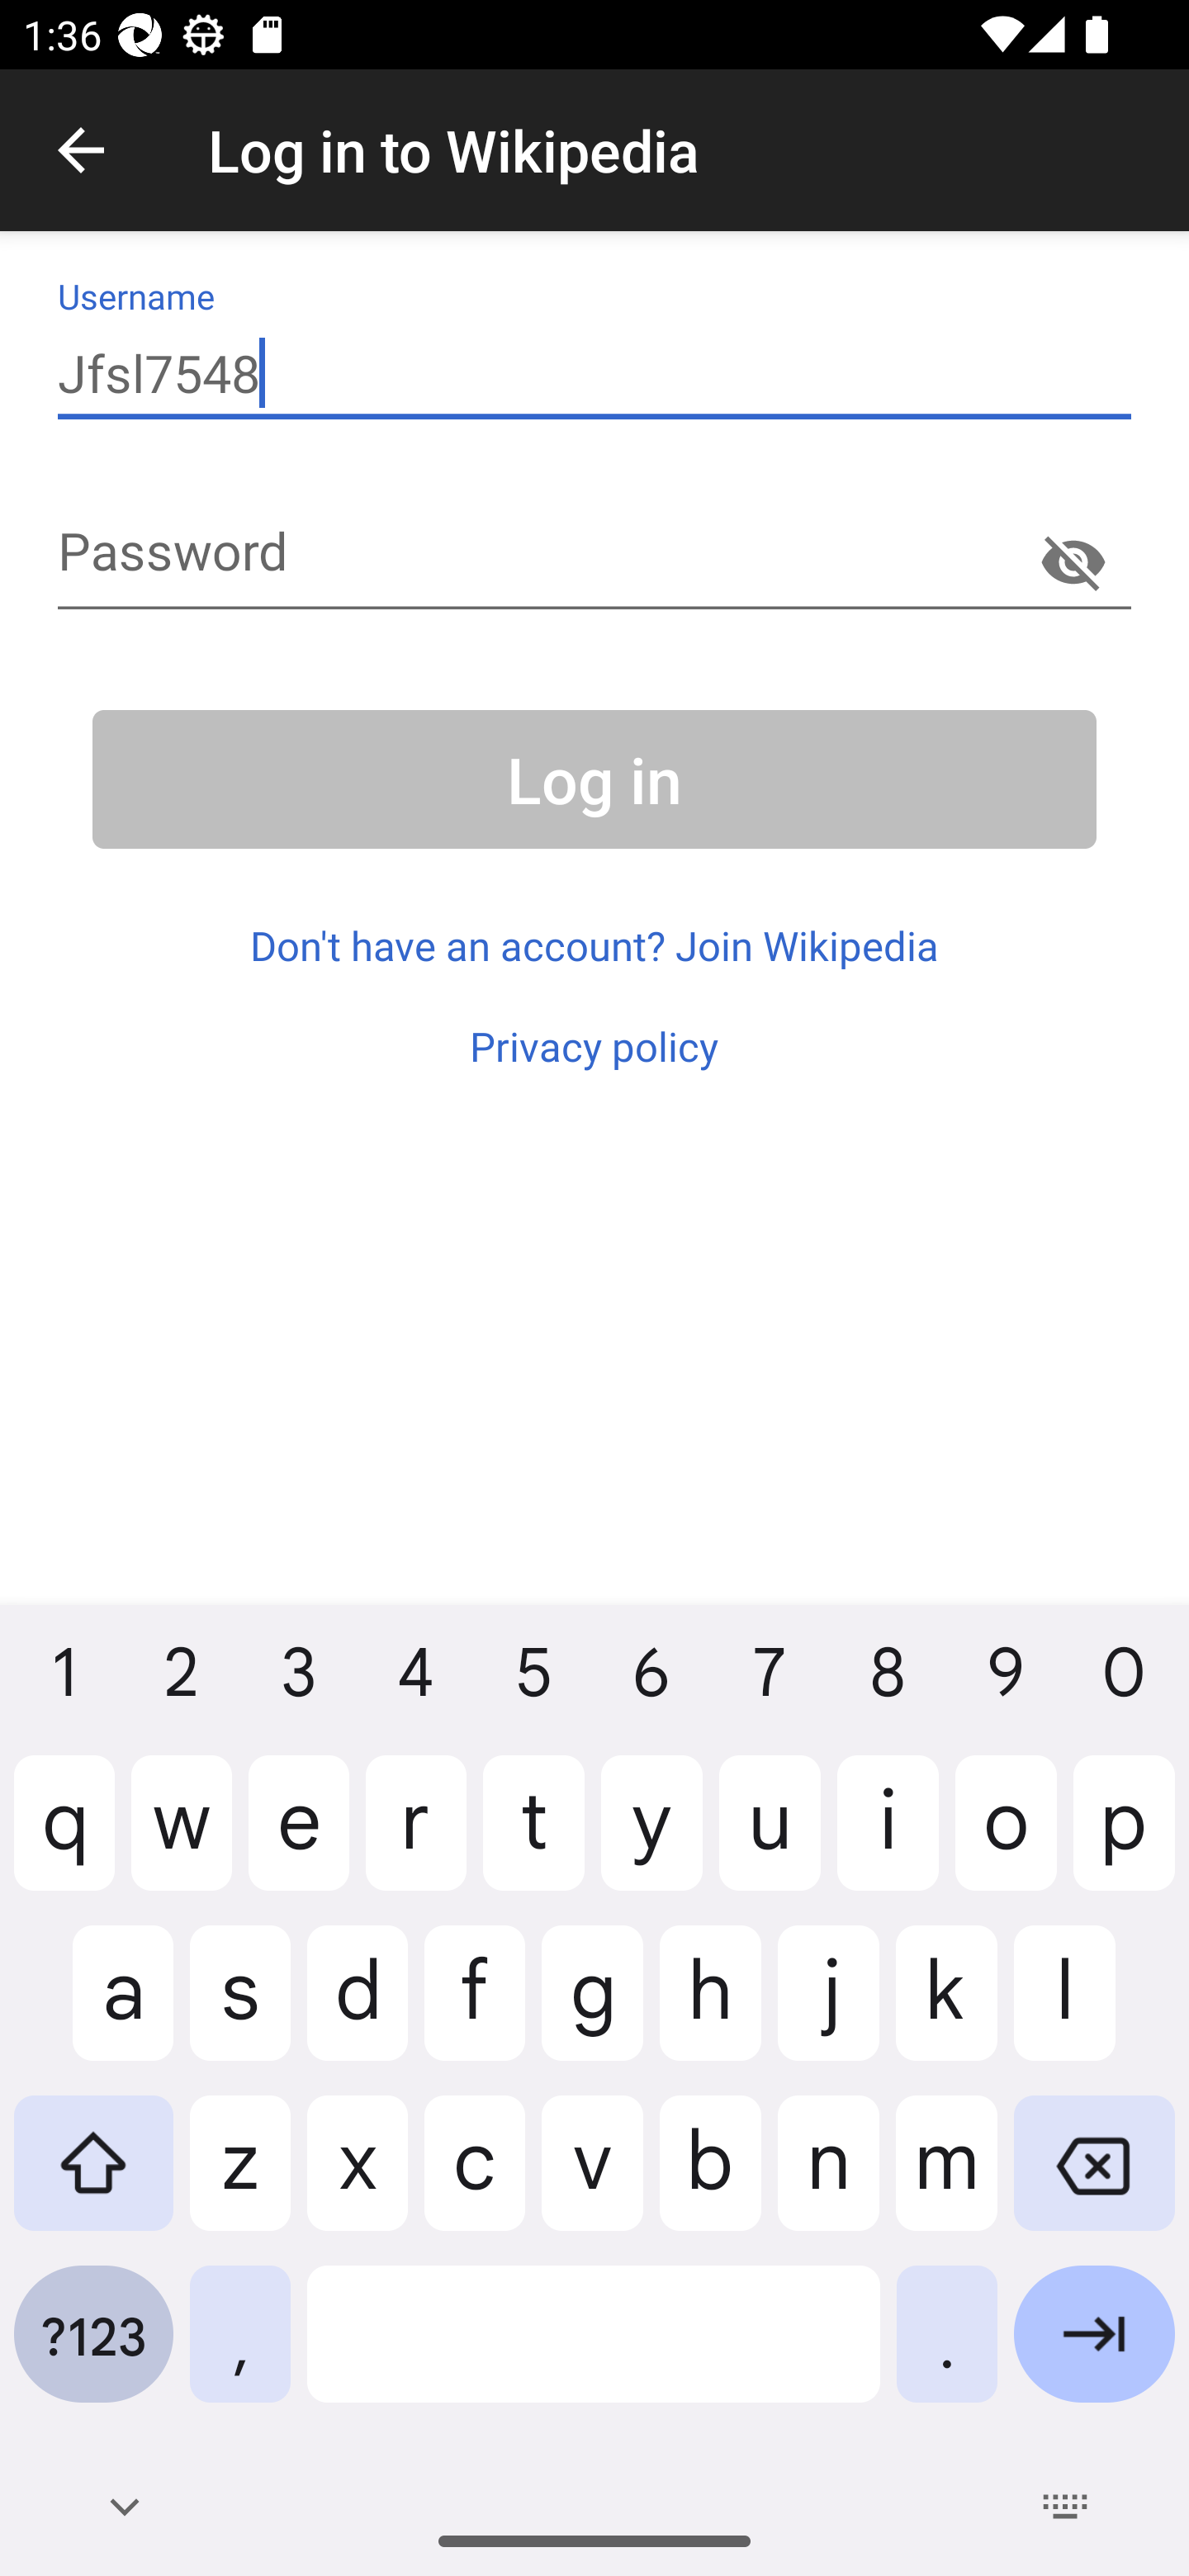 1:36
Log in to Wikipedia
Username
Jfsl7548
Password
Log in
Don't have an account? Join Wikipedia
Privacy policy
1 2 3 4 5 6 7 8 9 0
q w e r t y u i o p
a s d f g h j k l
z x c v b n m
?123 , .